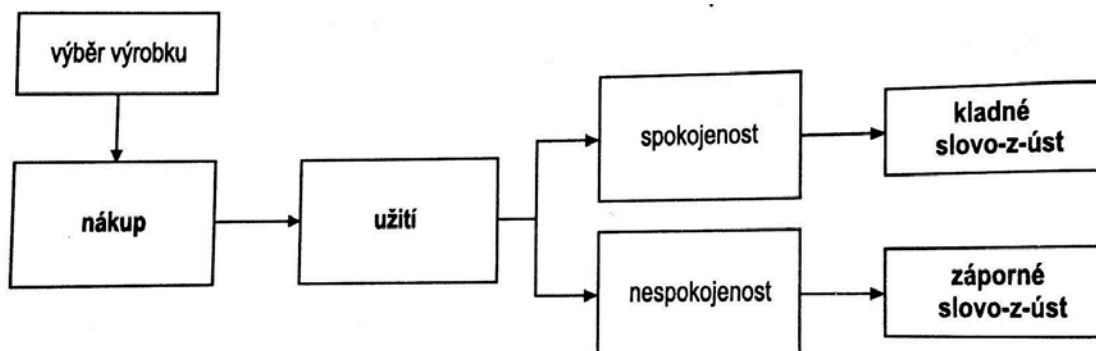 výběr výrobku
nákup
užití
spokojenost
nespokojenost
kladné
slovo-z-úst
záporné
slovo-z-úst